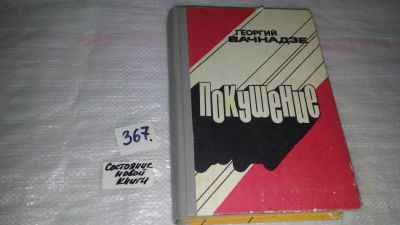 ГЕОРГИЙ
ВАЧНАДЗЕ
Покушение
367.
Состояние
новой
книги